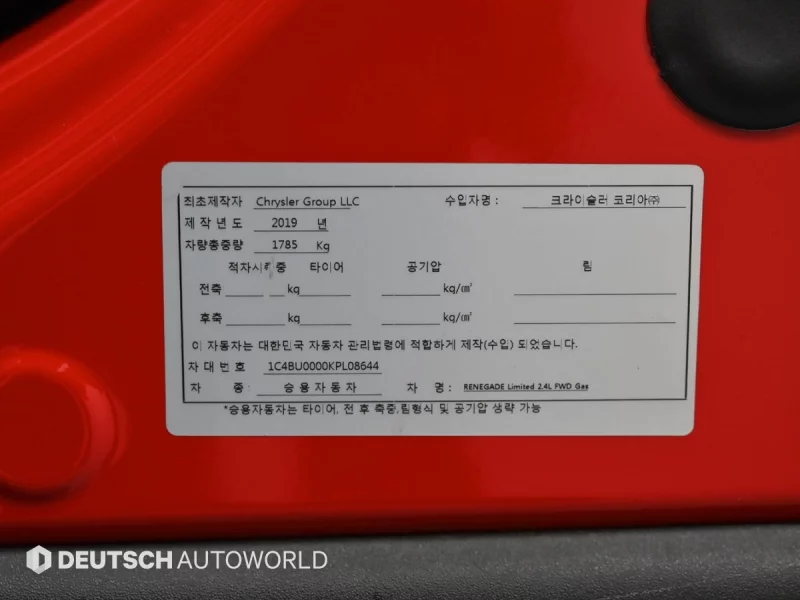 최초제작자 Chrysler Group LLC 수입자명 : 크라이슬러 코리아㈜
제작년도 2019 년
차량총중량 1785 Kg
적차시 중 타이어 공기압 림
전축 kg kg/㎠
후축 kg kg/㎠
이 자동차는 대한민국 자동차 관리법령에 적합하게 제작(수입) 되었습니다.
차대번호 1C4BU0000KPL08644
차 종: 승용자동차 차 명: RENEGADE Limited 2.4L FWD Gas
*승용자동차는 타이어, 전 후 축중,림형식 및 공기압 생략 가능
DEUTSCH AUTOWORLD